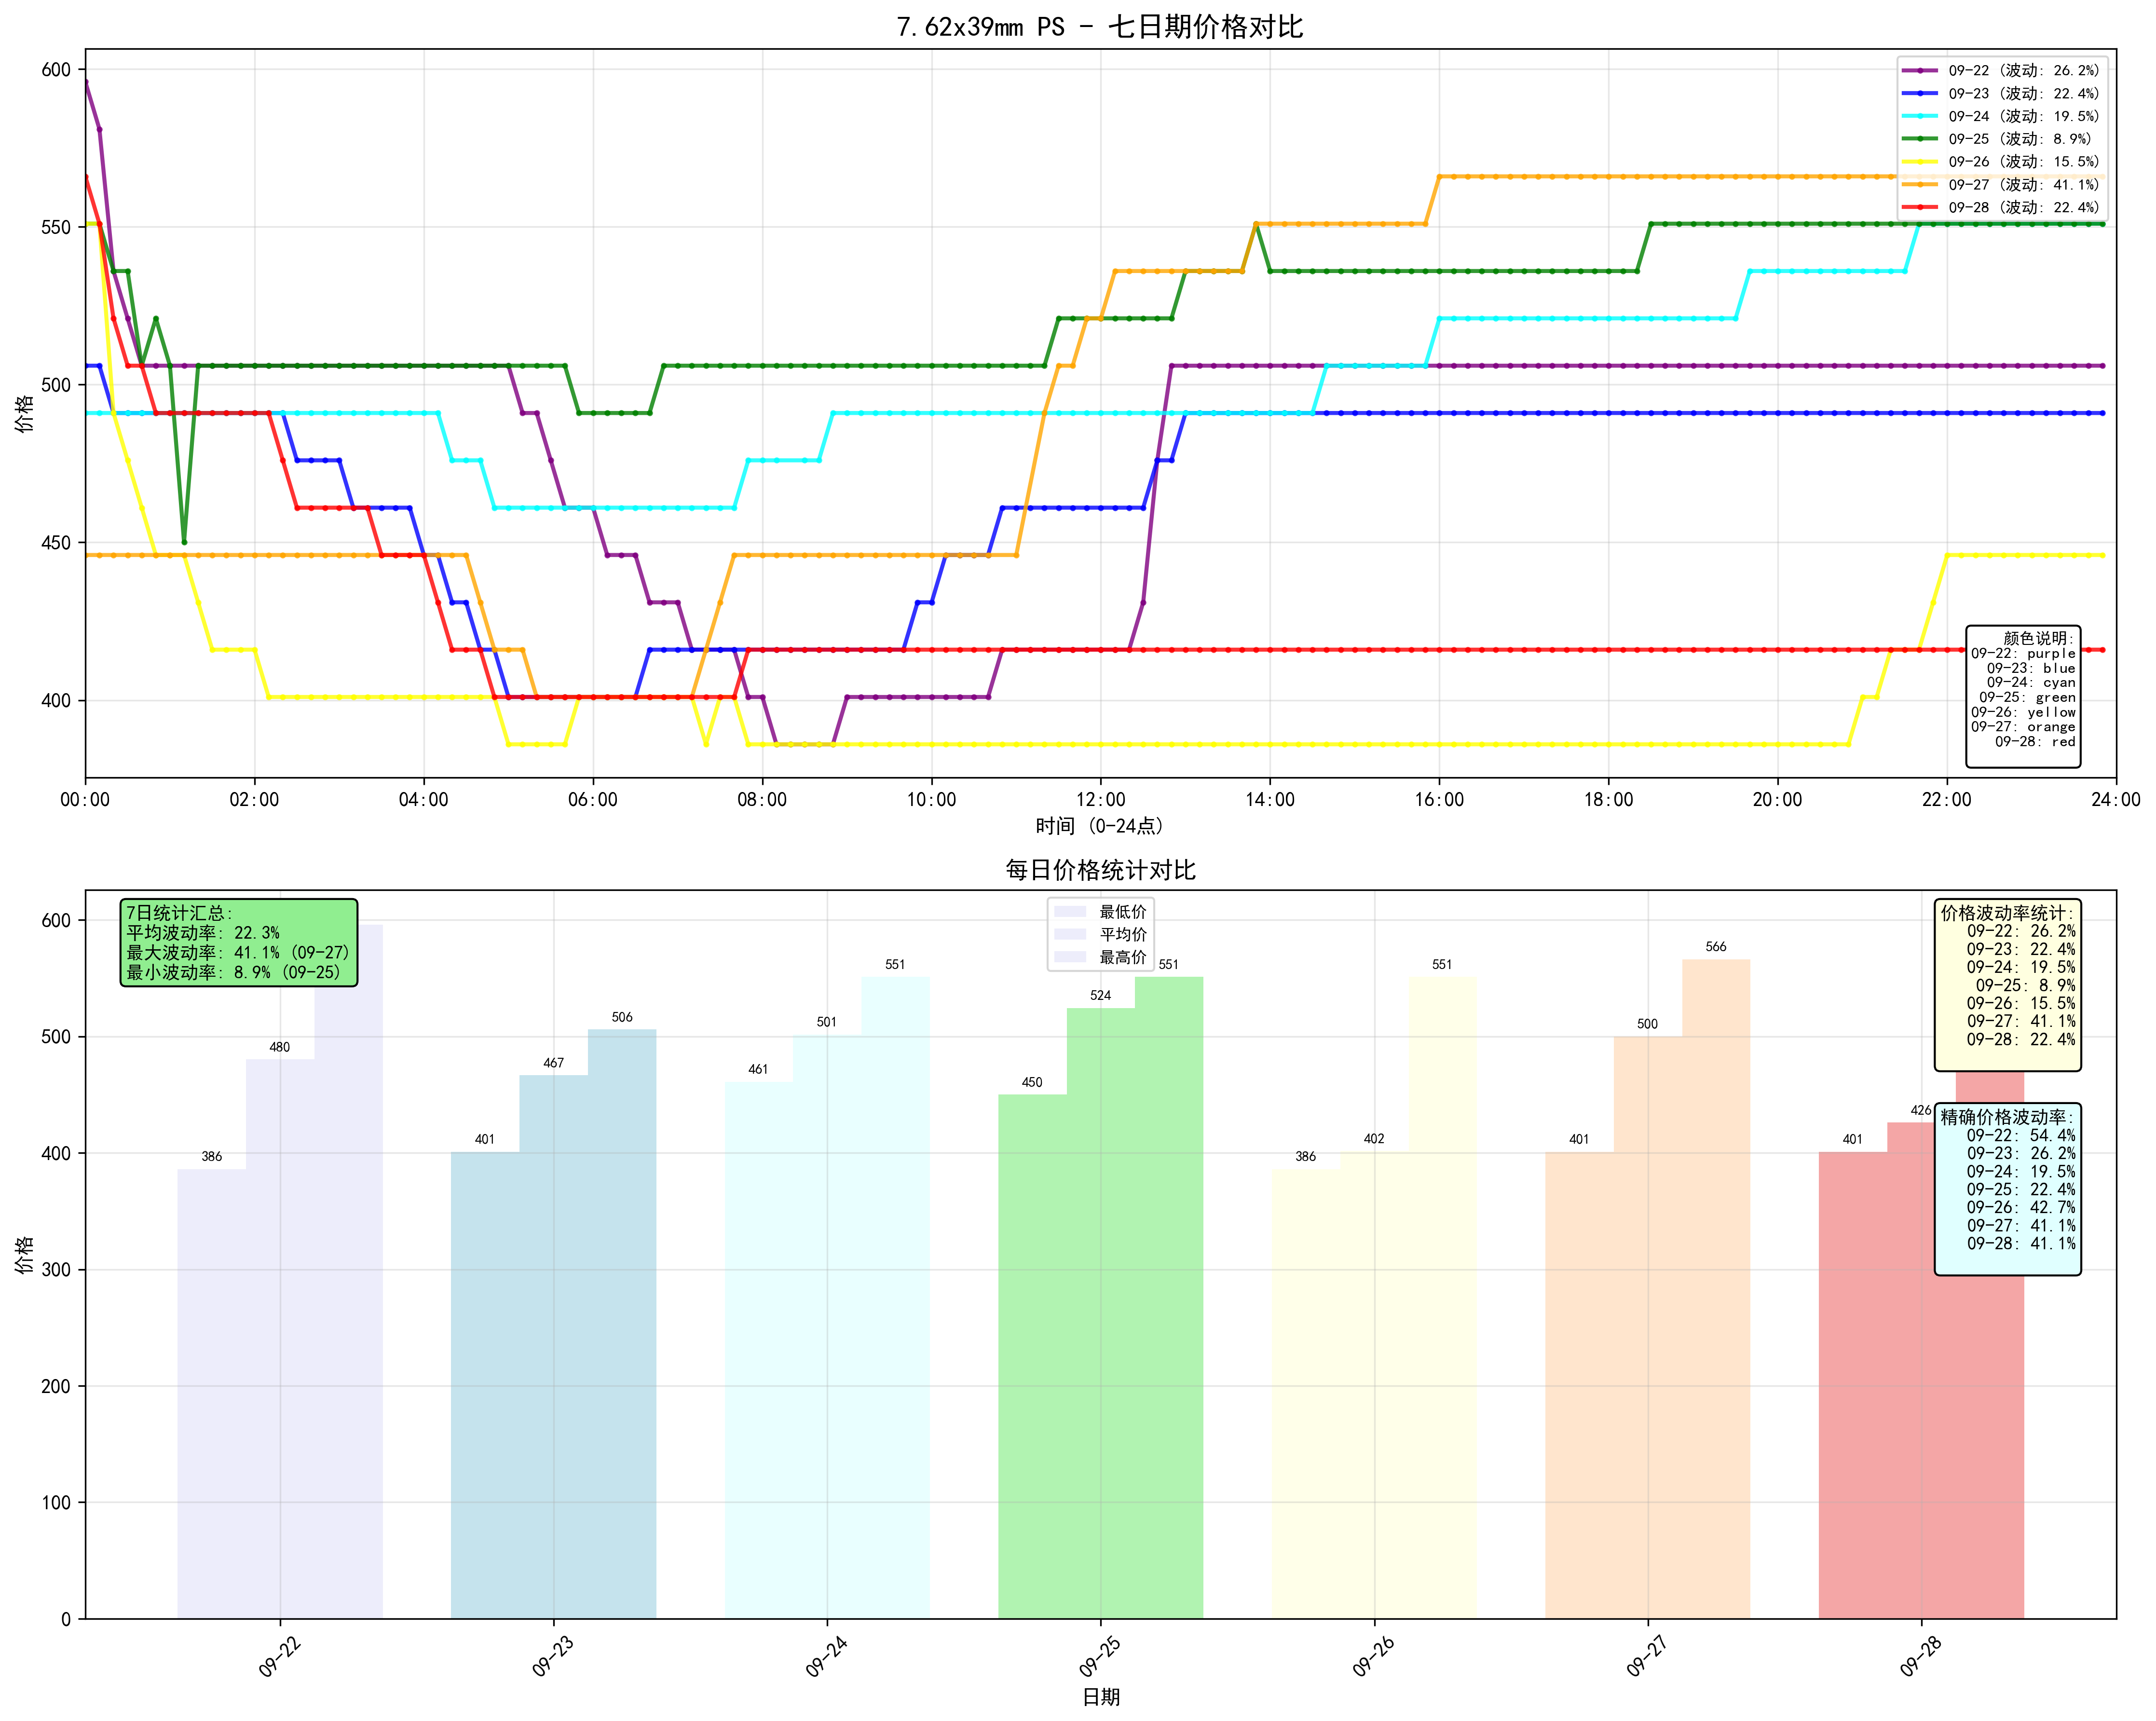 7.62x39mm PS - 七日期价格对比
价格
600
550
500
450
400
09-22 (波动: 26.2%)
09-23 (波动: 22.4%)
09-24 (波动: 19.5%)
09-25 (波动: 8.9%)
09-26 (波动: 15.5%)
09-27 (波动: 41.1%)
09-28 (波动: 22.4%)
颜色说明:
09-22: purple
09-23: blue
09-24: cyan
09-25: green
09-26: yellow
09-27: orange
09-28: red
00:00 02:00 04:00 06:00 08:00 10:00 12:00 14:00 16:00 18:00 20:00 22:00 24:00
时间 (0-24点)
每日价格统计对比
价格
600
500
400
300
200
100
0
7日统计汇总:
平均波动率: 22.3%
最大波动率: 41.1% (09-27)
最小波动率: 8.9% (09-25)
最低价
平均价
最高价
价格波动率统计:
09-22: 26.2%
09-23: 22.4%
09-24: 19.5%
09-25: 8.9%
09-26: 15.5%
09-27: 41.1%
09-28: 22.4%
精确价格波动率:
09-22: 54.4%
09-23: 26.2%
09-24: 19.5%
09-25: 22.4%
09-26: 42.7%
09-27: 41.1%
09-28: 41.1%
386 480
401 467 506
461 501 551
450 524 551
386 402 551
401 500 566
401 426
09-22 09-23 09-24 09-25 09-26 09-27 09-28
日期